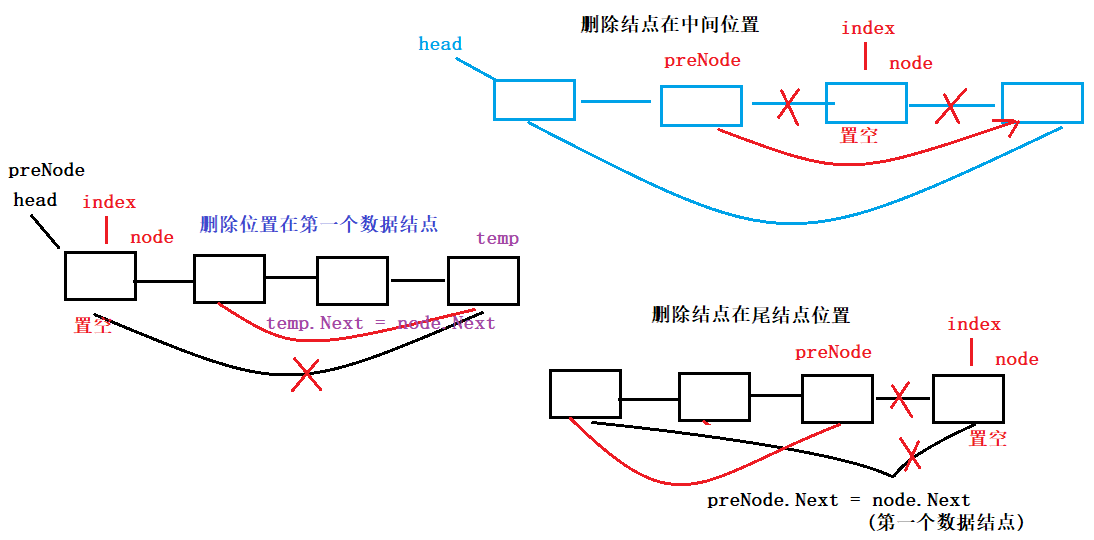 删除结点在中间位置
head
index
preNode
node
置空
preNode
head
index
node
删除位置在第一个数据结点
temp
置空
temp.Next = node.Next
删除结点在尾结点位置
index
preNode
node
置空
preNode.Next = node.Next
(第一个数据结点)